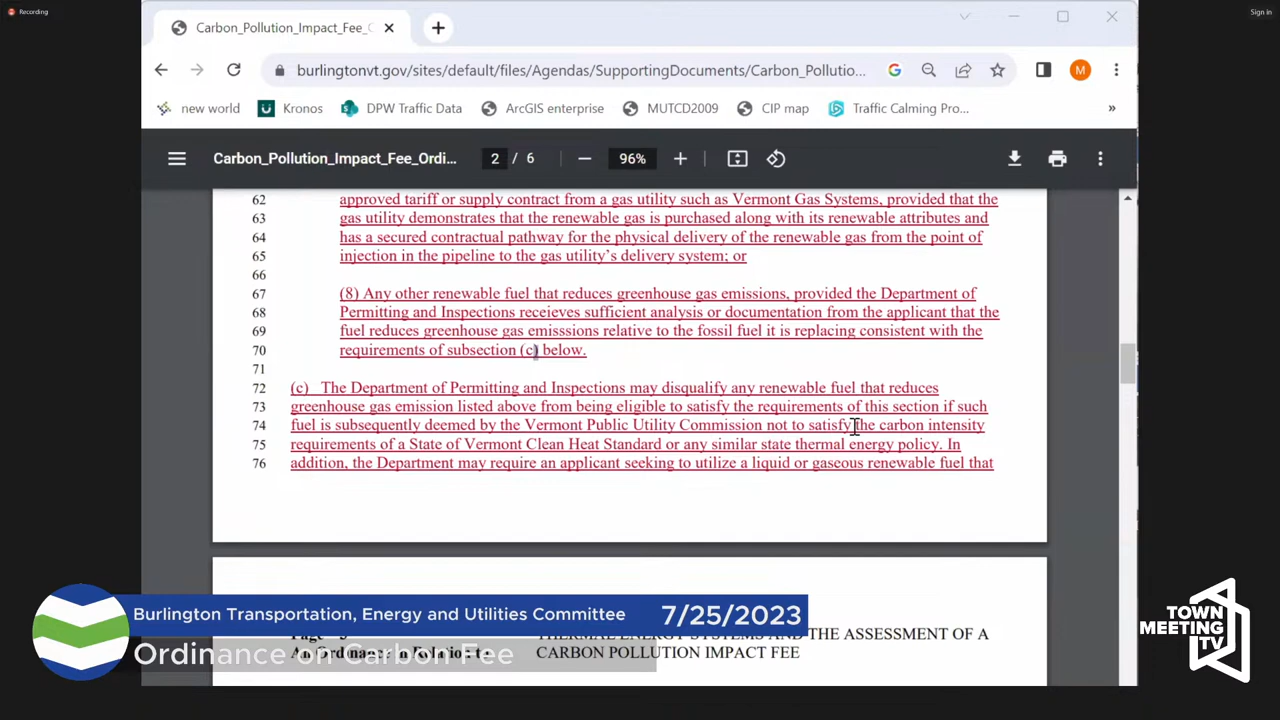 Recording
Sign in
Carbon_Pollution_Impact_Fee_
burlingtonvt.gov/sites/default/files/Agendas/SupportingDocuments/Carbon_Pollutio...
M
new world
Kronos
DPW Traffic Data
ArcGIS enterprise
MUTCD2009
CIP map
Traffic Calming Pro...
»
Carbon_Pollution_Impact_Fee_Ordi...
2 / 6
96%
62 approved tariff or supply contract from a gas utility such as Vermont Gas Systems, provided that the
63 gas utility demonstrates that the renewable gas is purchased along with its renewable attributes and
64 has a secured contractual pathway for the physical delivery of the renewable gas from the point of
65 injection in the pipeline to the gas utility's delivery system; or
66
67 (8) Any other renewable fuel that reduces greenhouse gas emissions, provided the Department of
68 Permitting and Inspections receieves sufficient analysis or documentation from the applicant that the
69 fuel reduces greenhouse gas emisssions relative to the fossil fuel it is replacing consistent with the
70 requirements of subsection (c) below.
71
72 (c) The Department of Permitting and Inspections may disqualify any renewable fuel that reduces
73 greenhouse gas emission listed above from being eligible to satisfy the requirements of this section if such
74 fuel is subsequently deemed by the Vermont Public Utility Commission not to satisfy the carbon intensity
75 requirements of a State of Vermont Clean Heat Standard or any similar state thermal energy policy. In
76 addition, the Department may require an applicant seeking to utilize a liquid or gaseous renewable fuel that
Burlington Transportation, Energy and Utilities Committee 7/25/2023
THERMAL ENERGY SYSTEMS AND THE ASSESSMENT OF A
Ordinance on Carbon Fee
An Ordinance in Relation
CARBON POLLUTION IMPACT FEE
TOWN
MEETING
TV